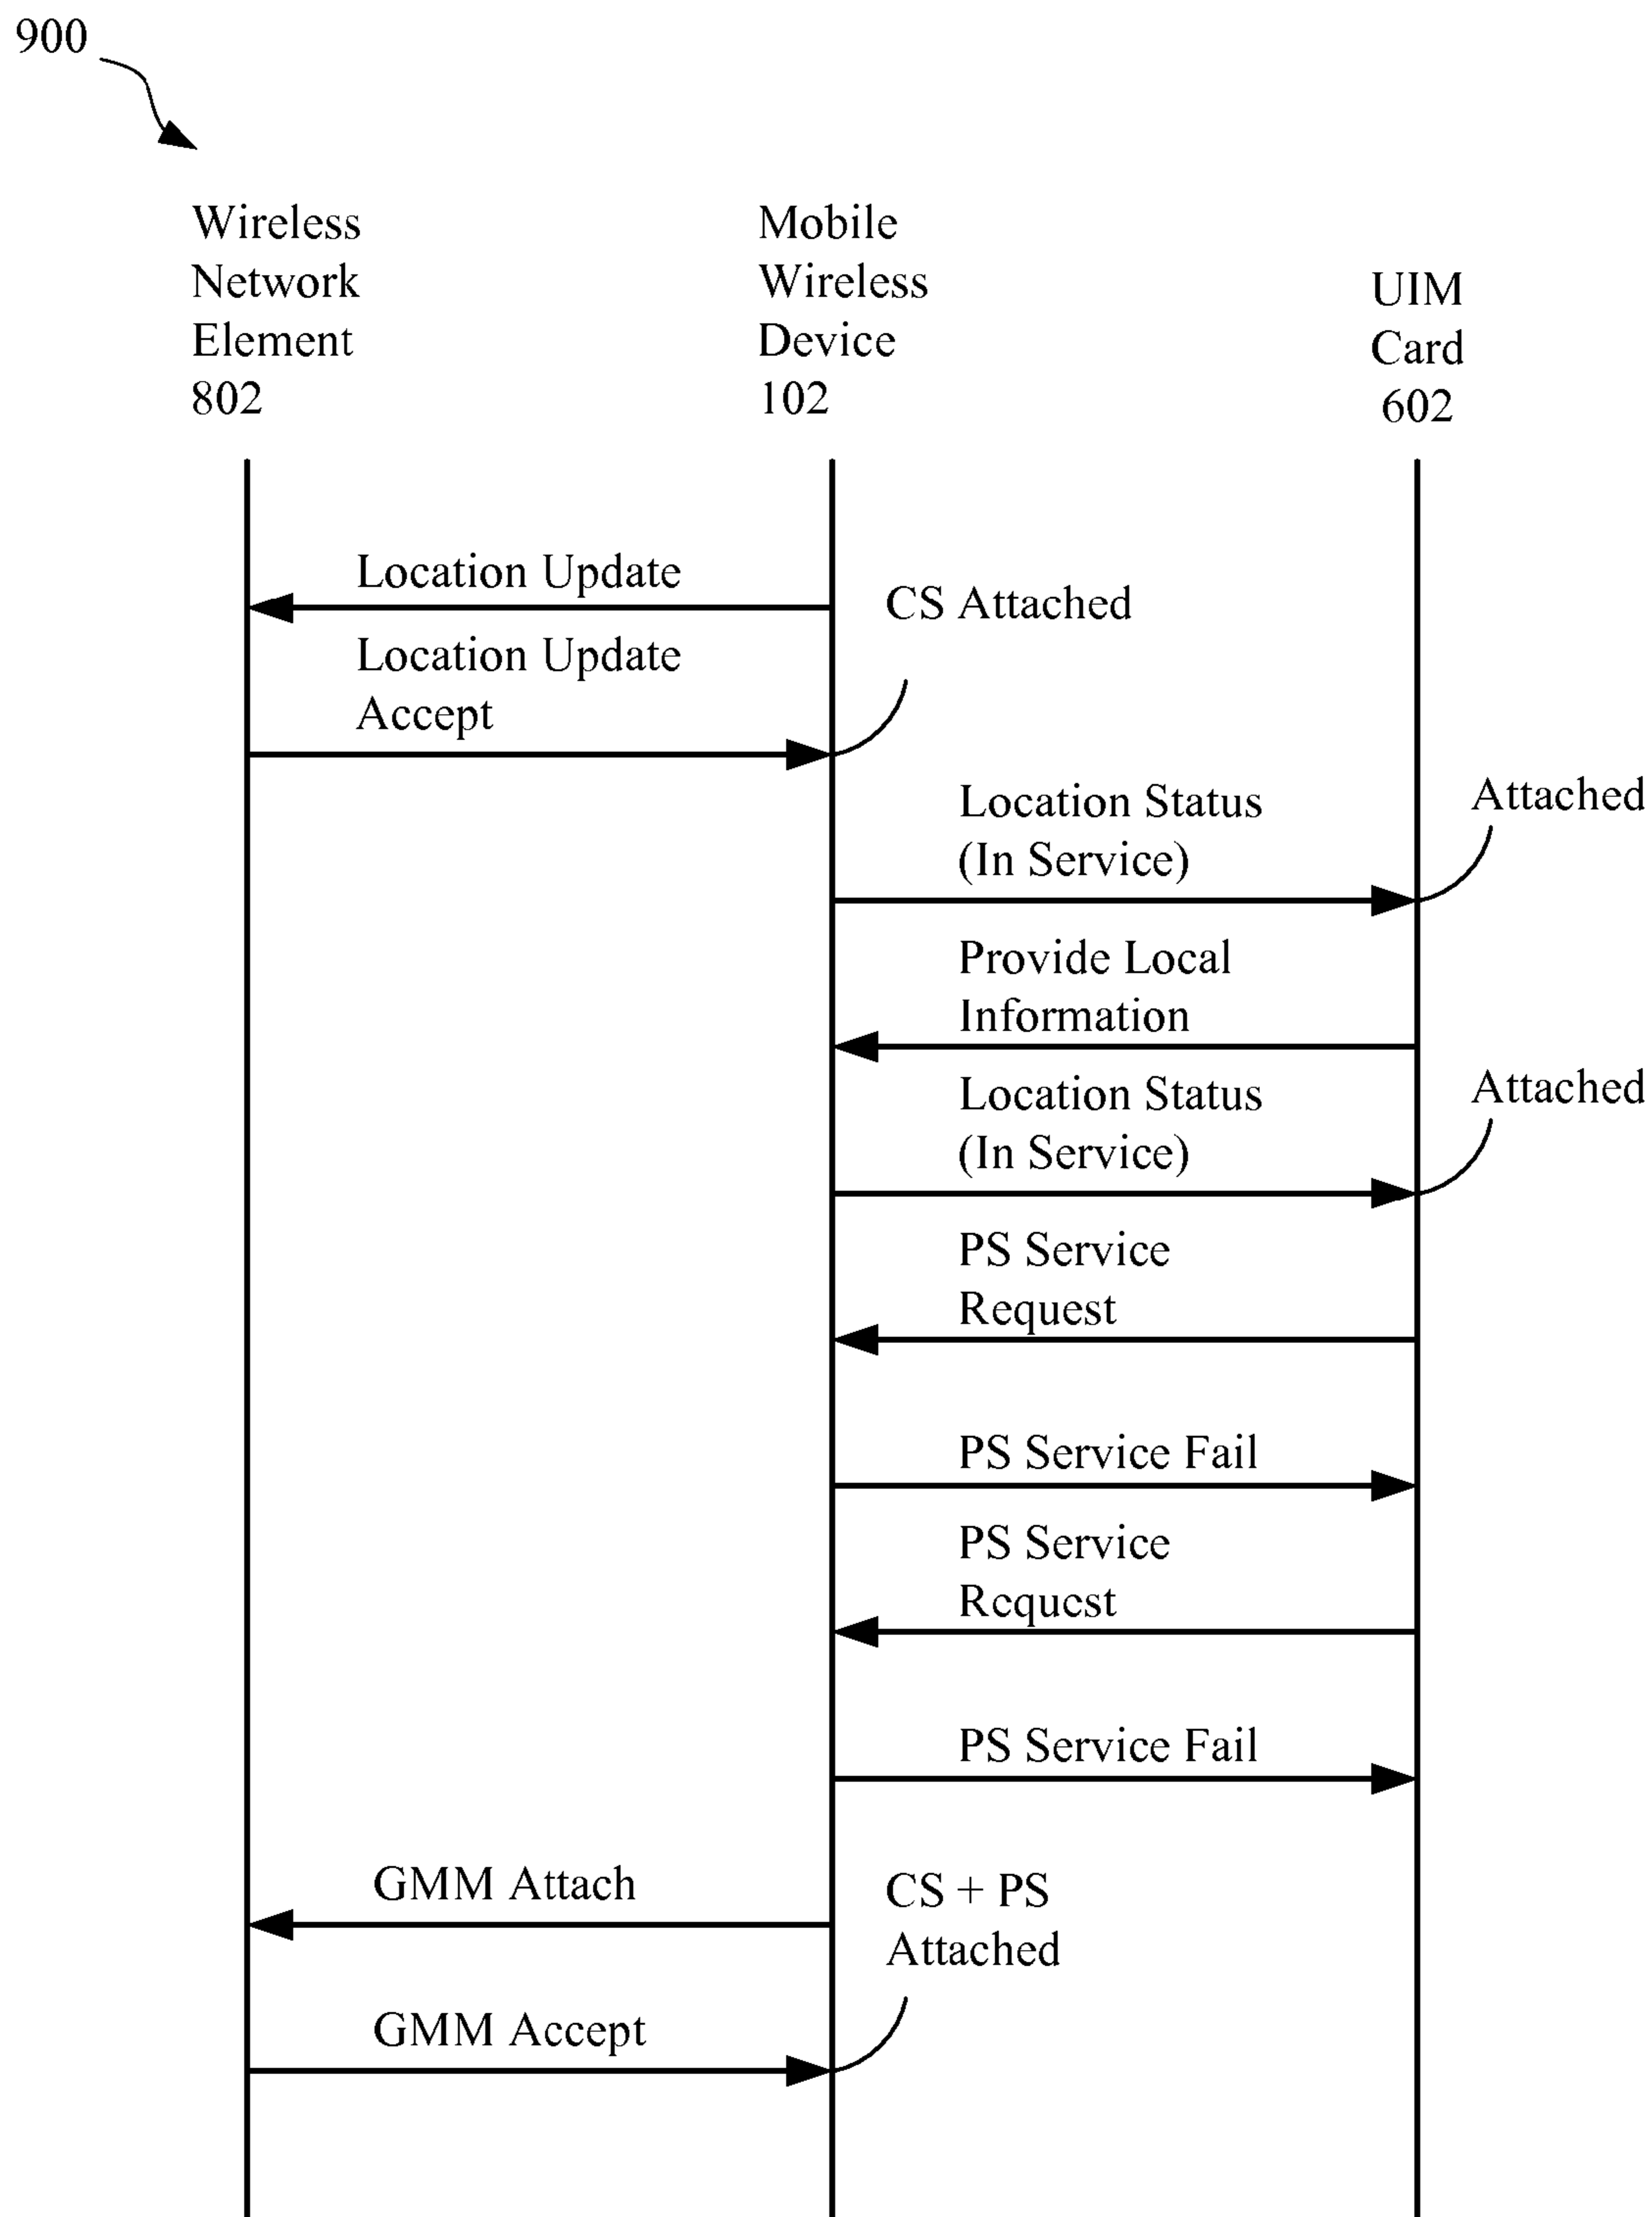 900
Wireless
Network
Element
802
Mobile
Wireless
Device
102
UIM
Card
602
Location Update
CS Attached
Location Update
Accept
Location Status
(In Service)
Attached
Provide Local
Information
Location Status
(In Service)
Attached
PS Service
Request
PS Service Fail
PS Service
Request
PS Service Fail
GMM Attach
CS + PS
Attached
GMM Accept